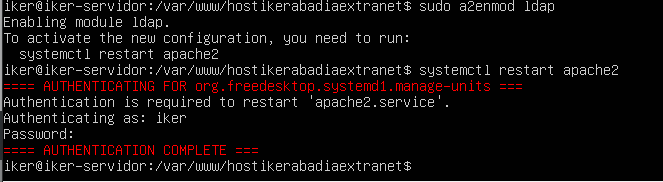 iker@iker-servidor:/var/www/hostikerabadiaextranet$ sudo a2enmod ldap
Enabling module ldap.
To activate the new configuration, you need to run:
  systemctl restart apache2
iker@iker-servidor:/var/www/hostikerabadiaextranet$ systemctl restart apache2
==== AUTHENTICATING FOR org.freedesktop.systemd1.manage-units ===
Authentication is required to restart 'apache2.service'.
Authenticating as: iker
Password:
==== AUTHENTICATION COMPLETE ===
iker@iker-servidor:/var/www/hostikerabadiaextranet$